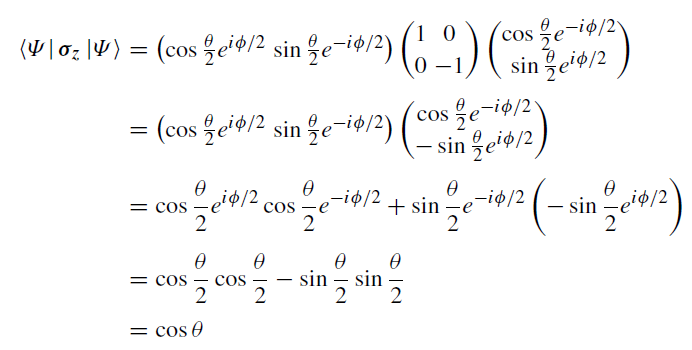 ⟨Ψ| σ_z |Ψ⟩ = (cos θ/2 e^{iφ/2} sin θ/2 e^{−iφ/2}) (1 0; 0 −1) (cos θ/2 e^{−iφ/2}; sin θ/2 e^{iφ/2})
= (cos θ/2 e^{iφ/2} sin θ/2 e^{−iφ/2}) (cos θ/2 e^{−iφ/2}; − sin θ/2 e^{iφ/2})
= cos θ/2 e^{iφ/2} cos θ/2 e^{−iφ/2} + sin θ/2 e^{−iφ/2} (− sin θ/2 e^{iφ/2})
= cos θ/2 cos θ/2 − sin θ/2 sin θ/2
= cos θ